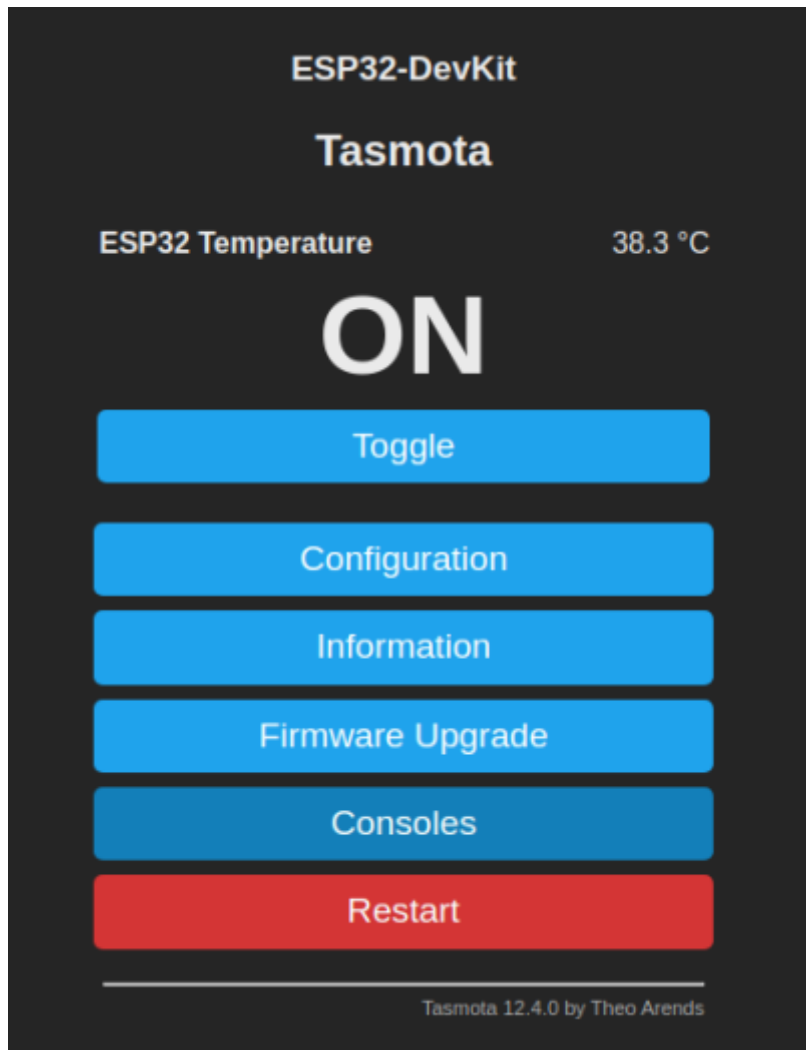 ESP32-DevKit
Tasmota
ESP32 Temperature 38.3 °C
ON
Toggle
Configuration
Information
Firmware Upgrade
Consoles
Restart
Tasmota 12.4.0 by Theo Arends